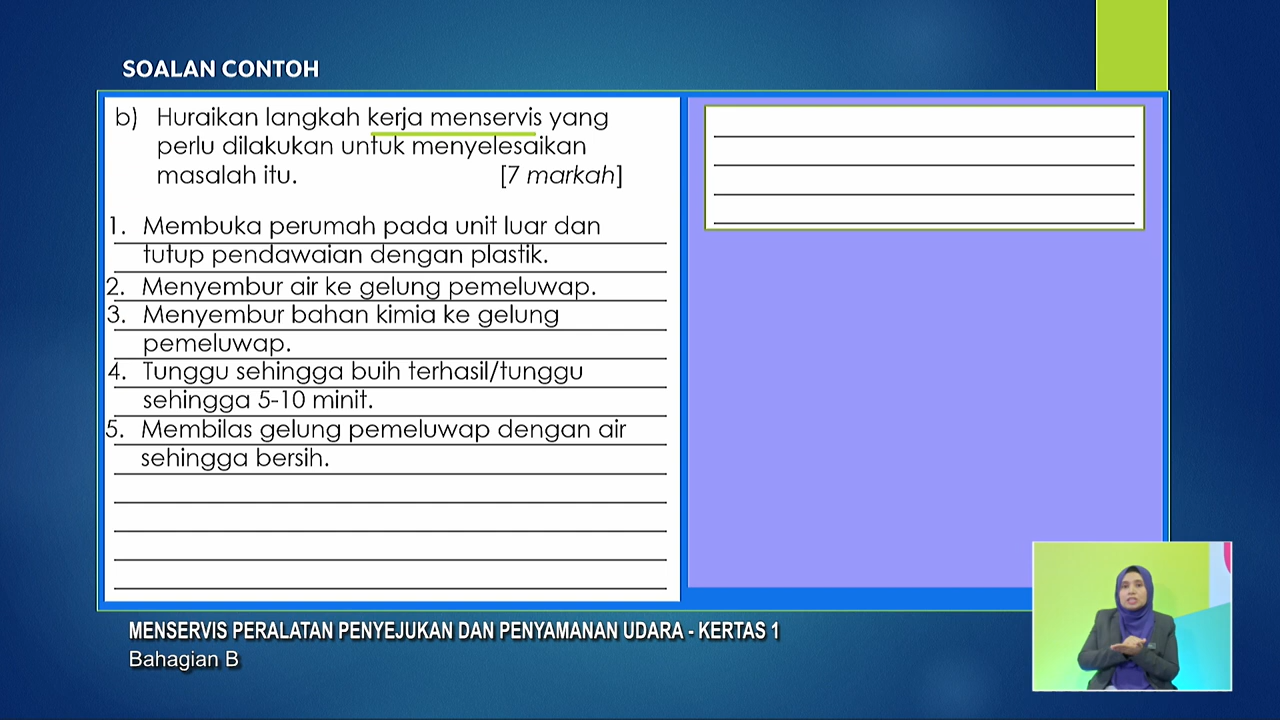 SOALAN CONTOH
b) Huraikan langkah kerja menservis yang
perlu dilakukan untuk menyelesaikan
masalah itu. [7 markah]
1. Membuka perumah pada unit luar dan
tutup pendawaian dengan plastik.
2. Menyembur air ke gelung pemeluwap.
3. Menyembur bahan kimia ke gelung
pemeluwap.
4. Tunggu sehingga buih terhasil/tunggu
sehingga 5-10 minit.
5. Membilas gelung pemeluwap dengan air
sehingga bersih.
MENSERVIS PERALATAN PENYEJUKAN DAN PENYAMANAN UDARA - KERTAS 1
Bahagian B